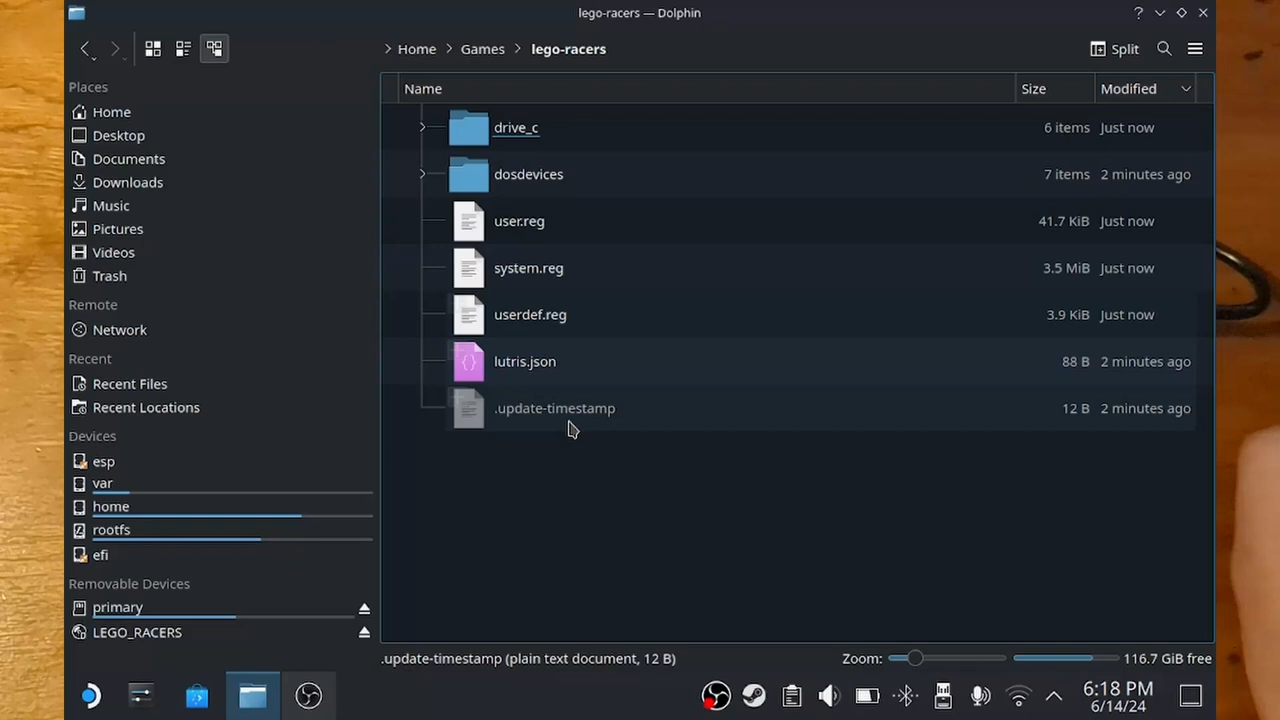 lego-racers — Dolphin
Home Games lego-racers
Split
Places
Home
Desktop
Documents
Downloads
Music
Pictures
Videos
Trash
Remote
Network
Recent
Recent Files
Recent Locations
Devices
esp
var
home
rootfs
efi
Removable Devices
primary
LEGO_RACERS
Name Size Modified
drive_c 6 items Just now
dosdevices 7 items 2 minutes ago
user.reg 41.7 KiB Just now
system.reg 3.5 MiB Just now
userdef.reg 3.9 KiB Just now
lutris.json 88 B 2 minutes ago
.update-timestamp 12 B 2 minutes ago
.update-timestamp (plain text document, 12 B) Zoom: 116.7 GiB free
6:18 PM
6/14/24